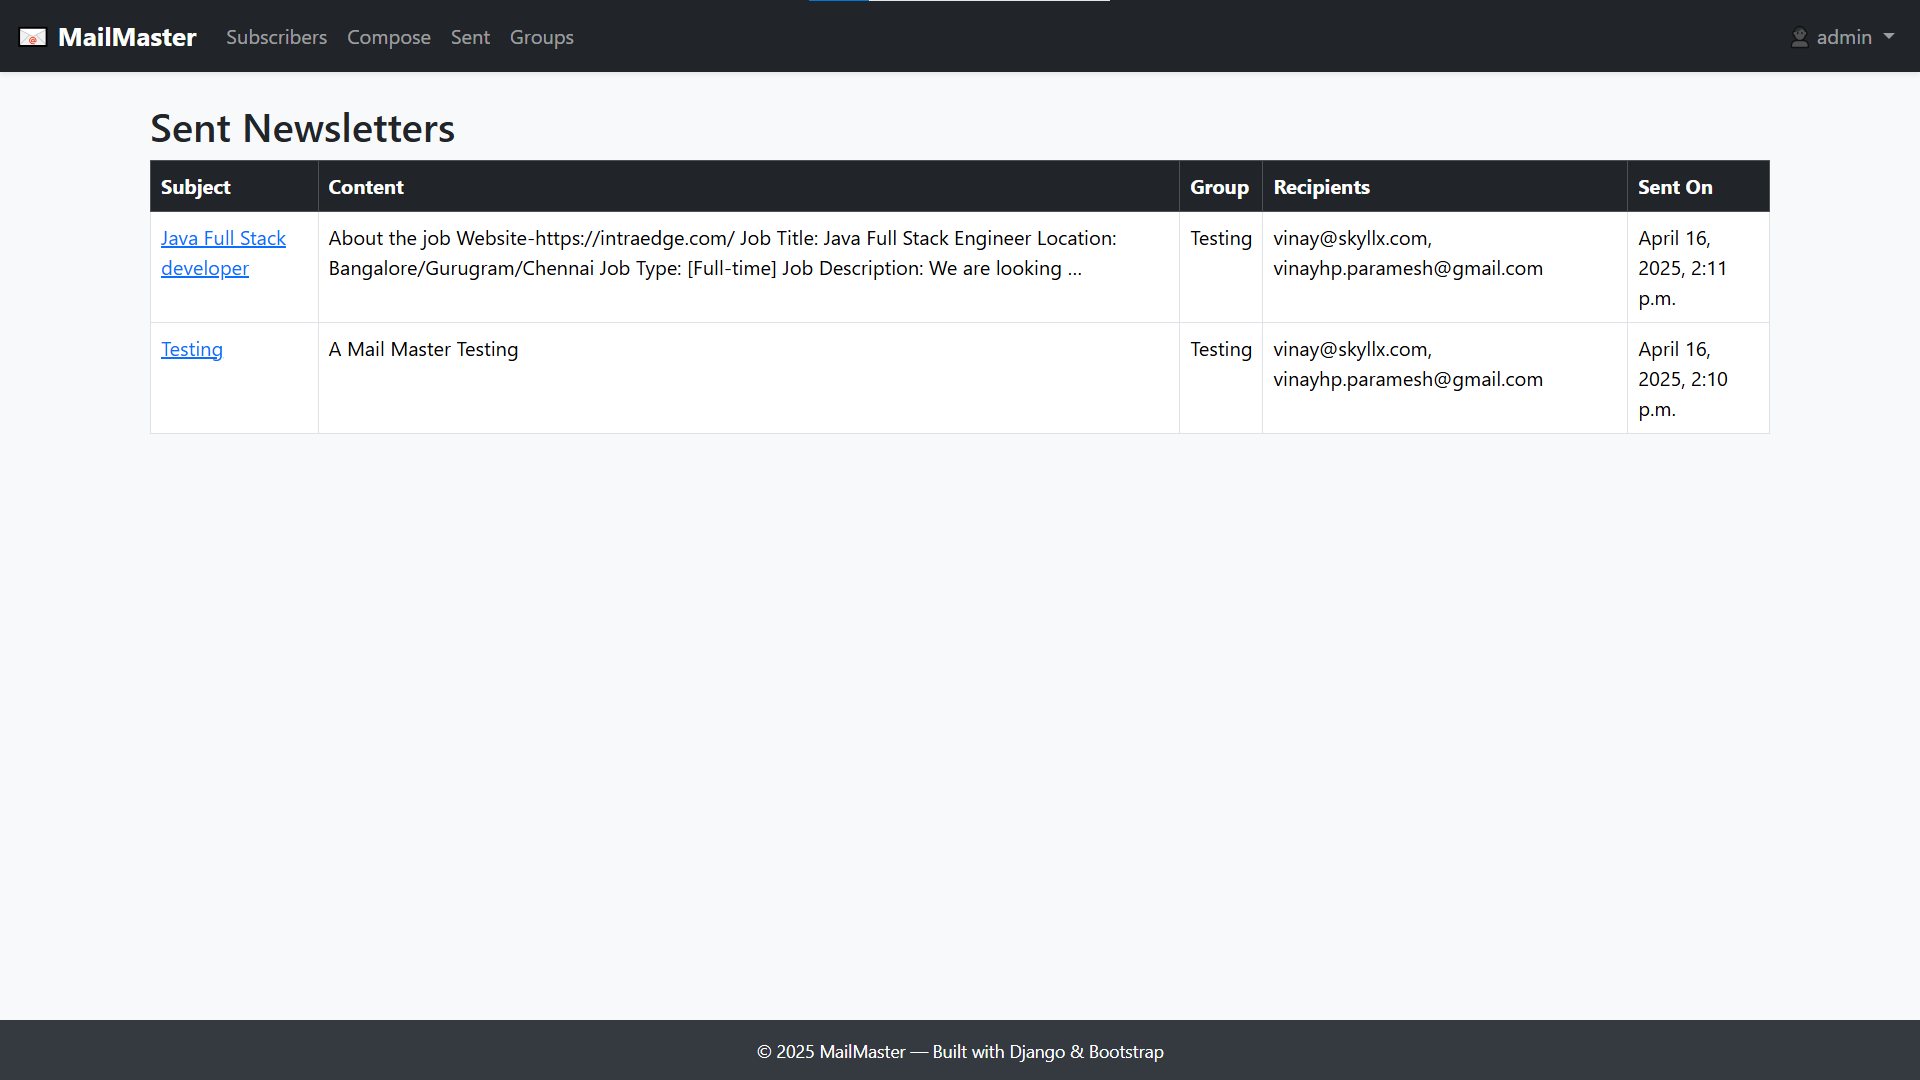 MailMaster Subscribers Compose Sent Groups admin
Sent Newsletters
Subject Content Group Recipients Sent On
Java Full Stack developer
About the job Website-https://intraedge.com/ Job Title: Java Full Stack Engineer Location:
Bangalore/Gurugram/Chennai Job Type: [Full-time] Job Description: We are looking ...
Testing
vinay@skyllx.com,
vinayhp.paramesh@gmail.com
April 16,
2025, 2:11
p.m.
Testing
A Mail Master Testing
Testing
vinay@skyllx.com,
vinayhp.paramesh@gmail.com
April 16,
2025, 2:10
p.m.
© 2025 MailMaster — Built with Django & Bootstrap